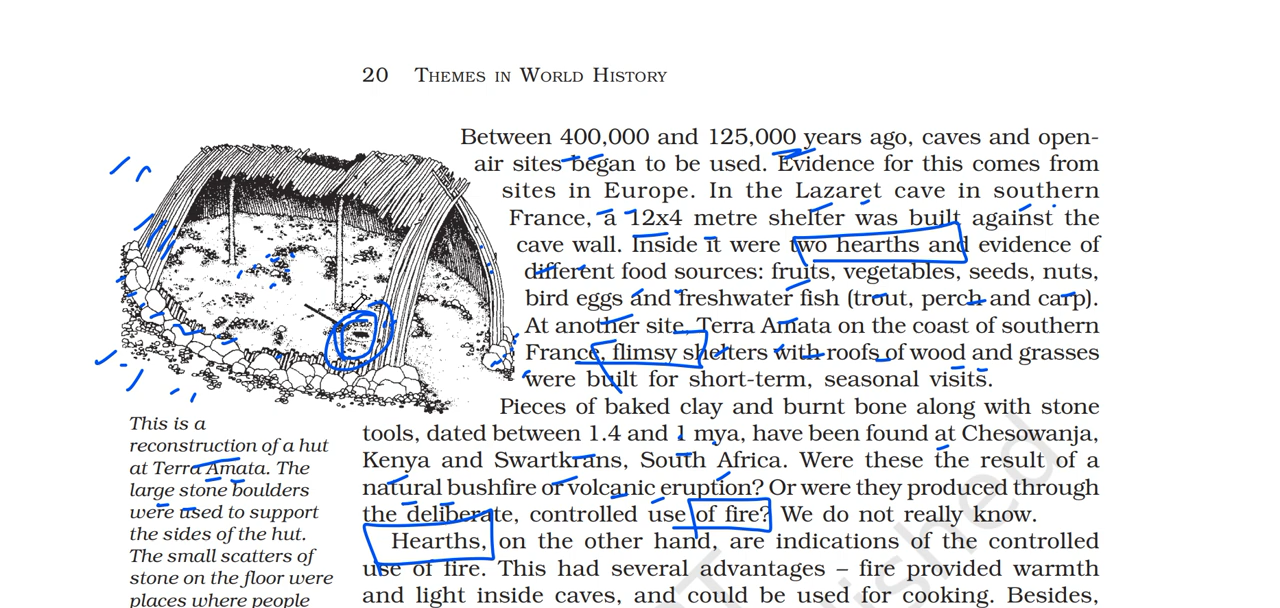 20 THEMES IN WORLD HISTORY
Between 400,000 and 125,000 years ago, caves and open-
air sites began to be used. Evidence for this comes from
sites in Europe. In the Lazaret cave in southern
France, a 12x4 metre shelter was built against the
cave wall. Inside it were two hearths and evidence of
different food sources: fruits, vegetables, seeds, nuts,
bird eggs and freshwater fish (trout, perch and carp).
At another site, Terra Amata on the coast of southern
France, flimsy shelters with roofs of wood and grasses
were built for short-term, seasonal visits.
Pieces of baked clay and burnt bone along with stone
tools, dated between 1.4 and 1 mya, have been found at Chesowanja,
Kenya and Swartkrans, South Africa. Were these the result of a
natural bushfire or volcanic eruption? Or were they produced through
the deliberate, controlled use of fire? We do not really know.
Hearths, on the other hand, are indications of the controlled
use of fire. This had several advantages – fire provided warmth
and light inside caves, and could be used for cooking. Besides,
This is a
reconstruction of a hut
at Terra Amata. The
large stone boulders
were used to support
the sides of the hut.
The small scatters of
stone on the floor were
places where people